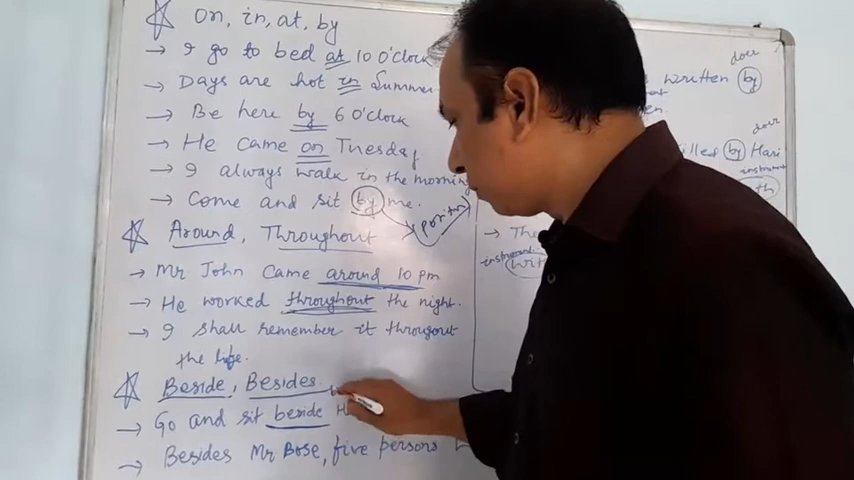 On, in, at, by
→ I go to bed at 10 O'clock
→ Days are hot in Summer
→ Be here by 6 O'clock
→ He came on Tuesday
→ I always walk in the morning
→ Come and sit by me.
position
Around, Throughout
→ Mr John came around 10 pm
→ He worked throughout the night.
→ I shall remember it througout
the life.
Beside, Besides
→ Go and sit beside
→ Besides Mr Bose, five persons
doer
written by
doer
by Hari
instrument
→ The
instrument